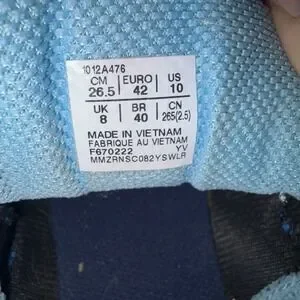 1012A476
CM EURO US
26.5 42 10
UK BR CN
8 40 265(2.5)
MADE IN VIETNAM
FABRIQUE AU VIETNAM
F670222 YV
MMZRNSC082YSWLR